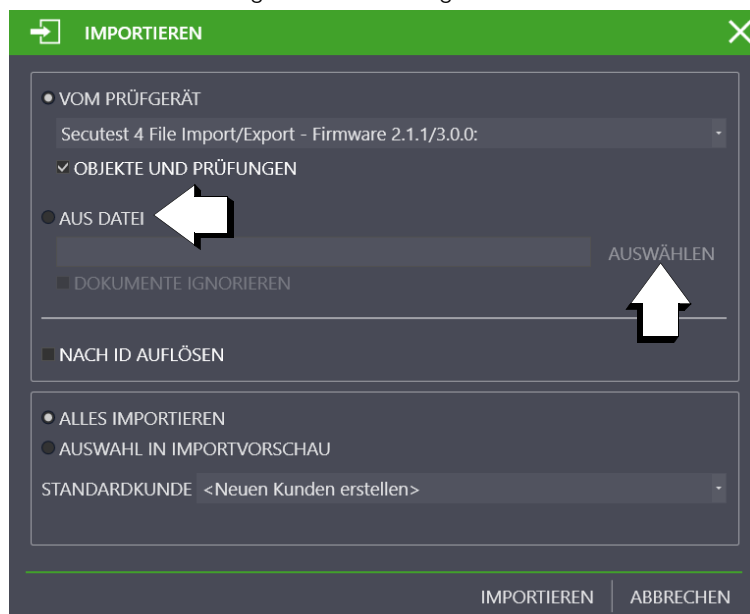 IMPORTIEREN
VOM PRÜFGERÄT
Secutest 4 File Import/Export - Firmware 2.1.1/3.0.0:
OBJEKTE UND PRÜFUNGEN
AUS DATEI
AUSWÄHLEN
DOKUMENTE IGNORIEREN
NACH ID AUFLÖSEN
ALLES IMPORTIEREN
AUSWAHL IN IMPORTVORSCHAU
STANDARDKUNDE <Neuen Kunden erstellen>
IMPORTIEREN ABBRECHEN